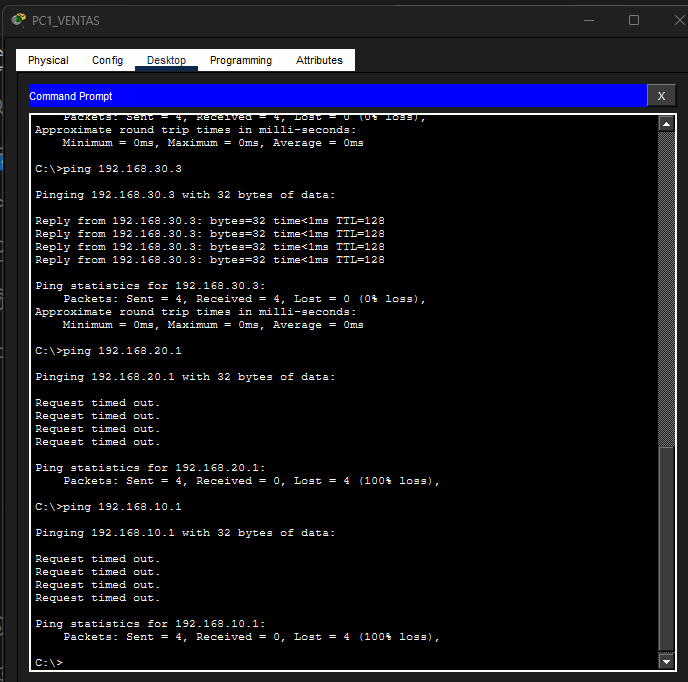 PC1_VENTAS
Physical Config Desktop Programming Attributes
Command Prompt X
Packets: Sent = 4, Received = 4, Lost = 0 (0% loss),
Approximate round trip times in milli-seconds:
Minimum = 0ms, Maximum = 0ms, Average = 0ms
C:\>ping 192.168.30.3
Pinging 192.168.30.3 with 32 bytes of data:
Reply from 192.168.30.3: bytes=32 time<1ms TTL=128
Reply from 192.168.30.3: bytes=32 time<1ms TTL=128
Reply from 192.168.30.3: bytes=32 time<1ms TTL=128
Reply from 192.168.30.3: bytes=32 time<1ms TTL=128
Ping statistics for 192.168.30.3:
Packets: Sent = 4, Received = 4, Lost = 0 (0% loss),
Approximate round trip times in milli-seconds:
Minimum = 0ms, Maximum = 0ms, Average = 0ms
C:\>ping 192.168.20.1
Pinging 192.168.20.1 with 32 bytes of data:
Request timed out.
Request timed out.
Request timed out.
Request timed out.
Ping statistics for 192.168.20.1:
Packets: Sent = 4, Received = 0, Lost = 4 (100% loss),
C:\>ping 192.168.10.1
Pinging 192.168.10.1 with 32 bytes of data:
Request timed out.
Request timed out.
Request timed out.
Request timed out.
Ping statistics for 192.168.10.1:
Packets: Sent = 4, Received = 0, Lost = 4 (100% loss),
C:\>